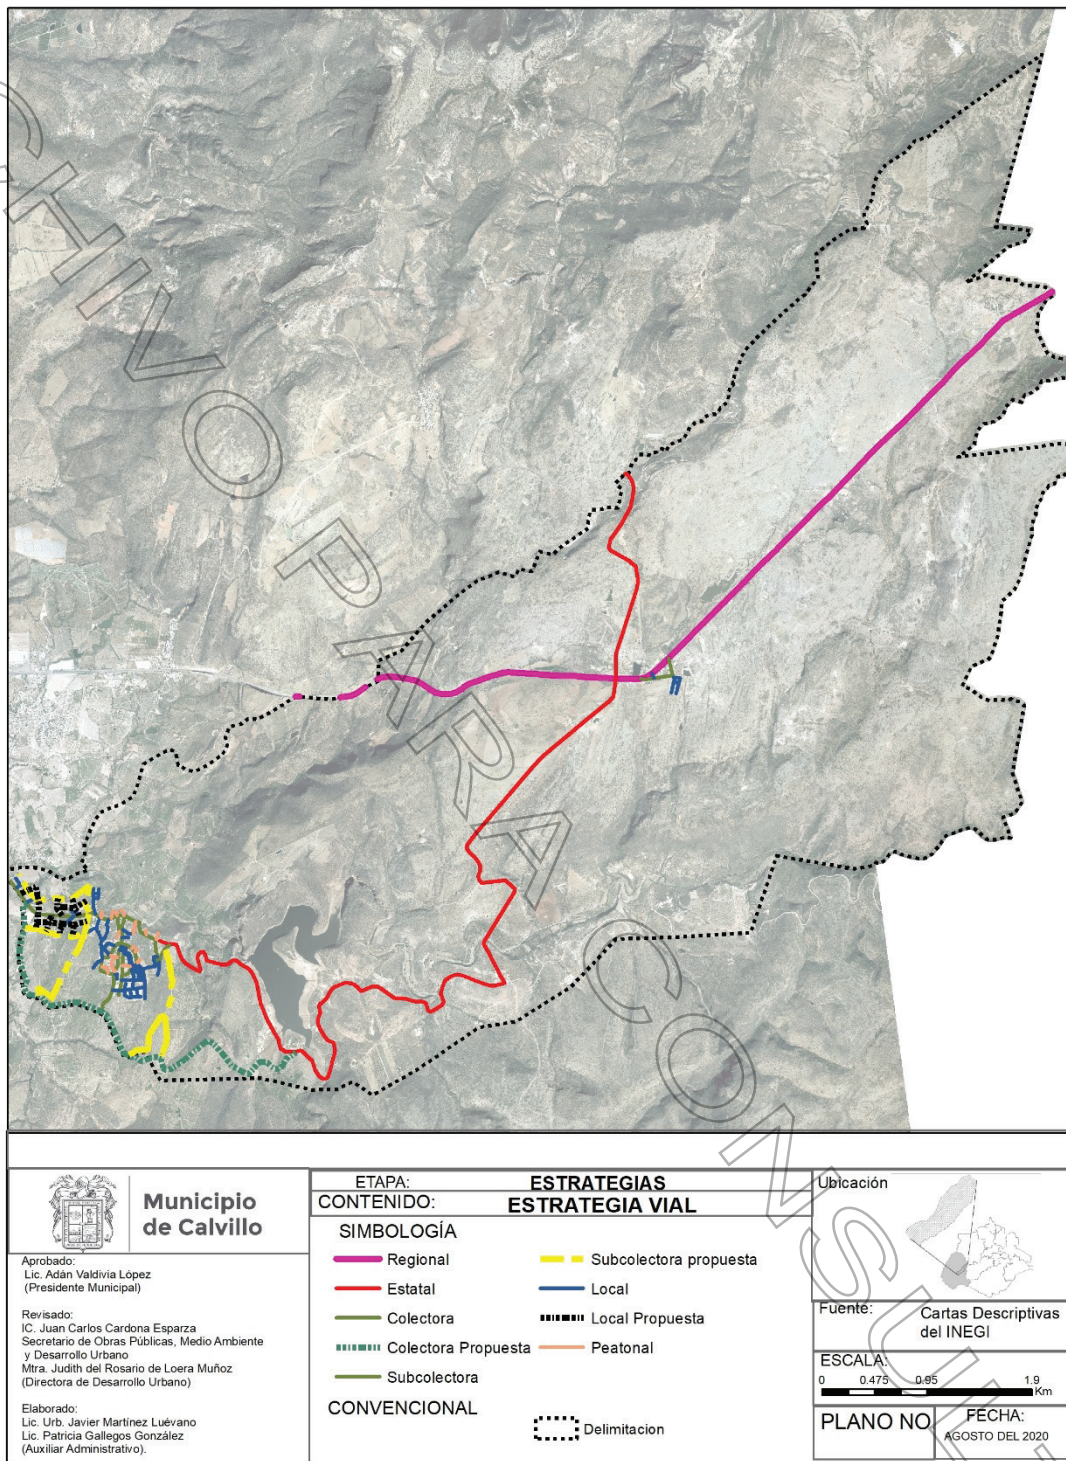 CHIVO PARA CONSUL
Municipio
de Calvillo
Aprobado:
Lic. Adán Valdivia López
(Presidente Municipal)
Revisado:
IC. Juan Carlos Cardona Esparza
Secretario de Obras Públicas, Medio Ambiente
y Desarrollo Urbano
Mtra. Judith del Rosario de Loera Muñoz
(Directora de Desarrollo Urbano)
Elaborado:
Lic. Urb. Javier Martínez Luévano
Lic. Patricia Gallegos González
(Auxiliar Administrativo).
ETAPA: ESTRATEGIAS
CONTENIDO: ESTRATEGIA VIAL
SIMBOLOGÍA
Regional
Estatal
Colectora
Colectora Propuesta
Subcolectora
Subcolectora propuesta
Local
Local Propuesta
Peatonal
CONVENCIONAL
Delimitacion
Ubicación
Fuente: Cartas Descriptivas
del INEGI
ESCALA:
0 0.475 0.95 1.9
Km
PLANO NO
FECHA:
AGOSTO DEL 2020